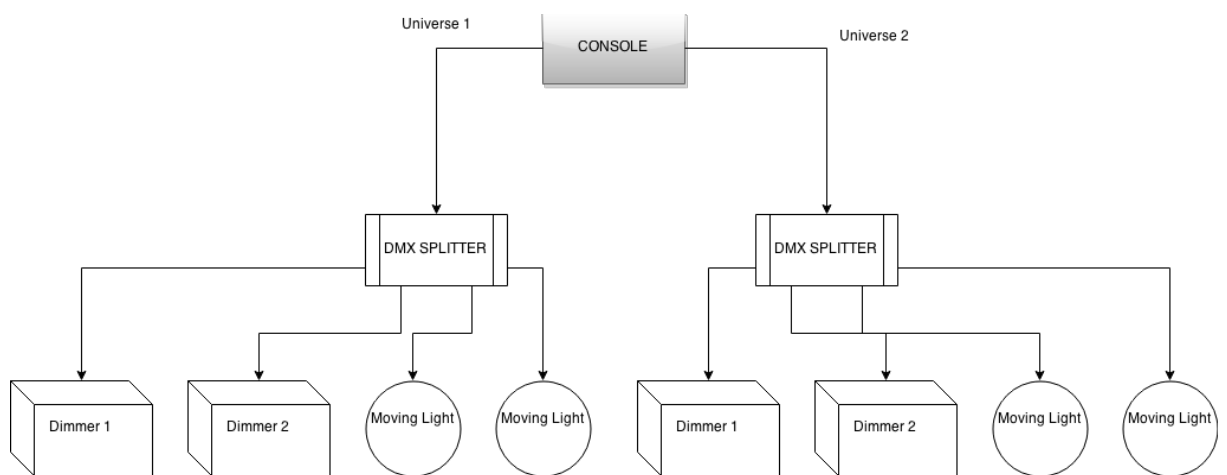 Universe 1
CONSOLE
Universe 2
DMX SPLITTER
DMX SPLITTER
Dimmer 1
Dimmer 2
Moving Light
Moving Light
Dimmer 1
Dimmer 2
Moving Light
Moving Light